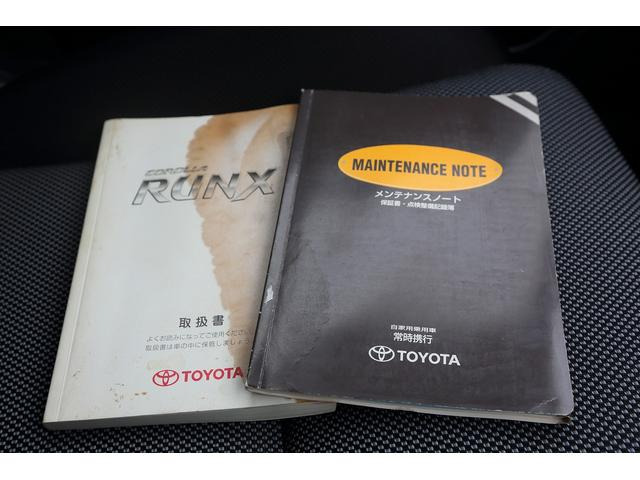 COROLLA
RUNX
取扱書
よくお読みになってご使用ください
取扱書は車の中に保管しましょう
TOYOTA
MAINTENANCE NOTE
メンテナンスノート
保証書・点検整備記録簿
自家用乗用車
常時携行
TOYOTA